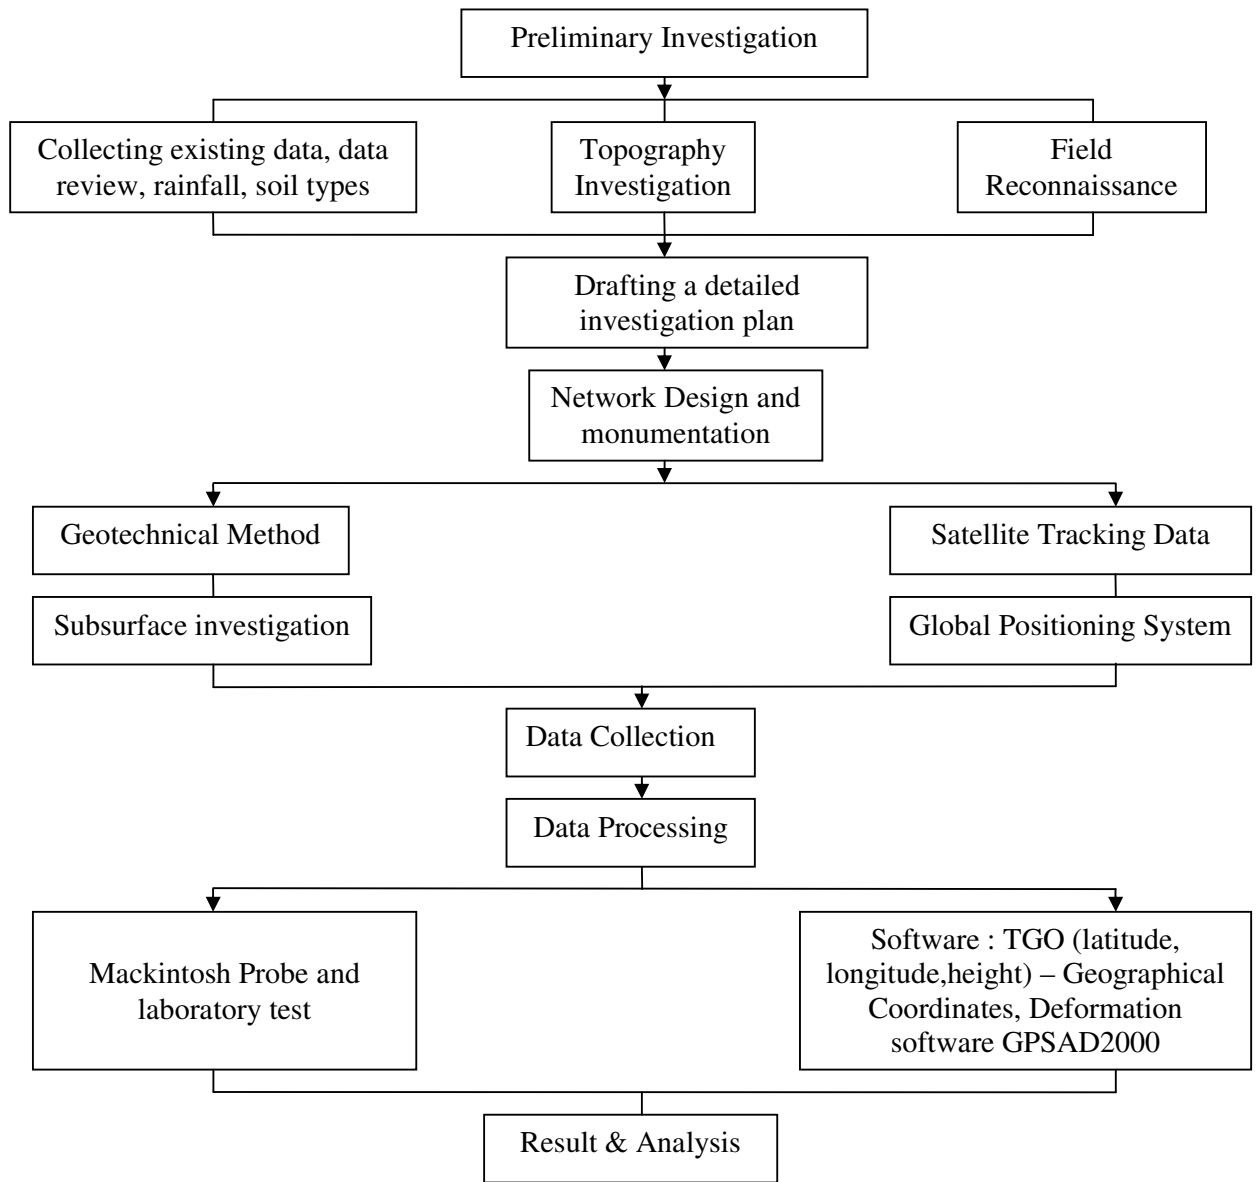 Preliminary Investigation
Collecting existing data, data
review, rainfall, soil types
Topography
Investigation
Field
Reconnaissance
Drafting a detailed
investigation plan
Network Design and
monumentation
Geotechnical Method
Satellite Tracking Data
Subsurface investigation
Global Positioning System
Data Collection
Data Processing
Mackintosh Probe and
laboratory test
Software : TGO (latitude,
longitude,height) – Geographical
Coordinates, Deformation
software GPSAD2000
Result & Analysis